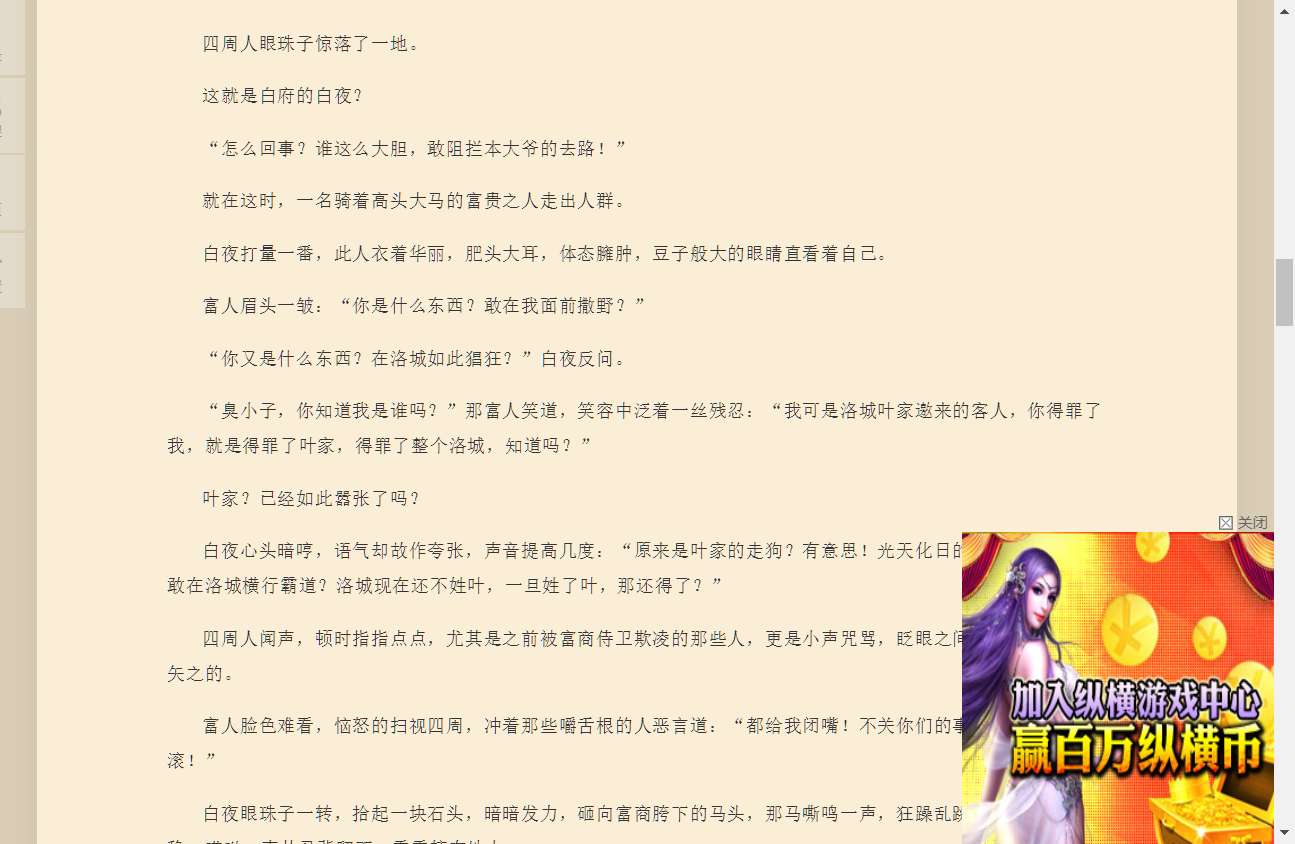 四周人眼珠子惊落了一地。
这就是白府的白夜？
“怎么回事？谁这么大胆，敢阻拦本大爷的去路！”
就在这时，一名骑着高头大马的富贵之人走出人群。
白夜打量一番，此人衣着华丽，肥头大耳，体态臃肿，豆子般大的眼睛直看着自己。
富人眉头一皱：“你是什么东西？敢在我面前撒野？”
“你又是什么东西？在洛城如此猖狂？”白夜反问。
“臭小子，你知道我是谁吗？”那富人笑道，笑容中泛着一丝残忍：“我可是洛城叶家邀来的客人，你得罪了
我，就是得罪了叶家，得罪了整个洛城，知道吗？”
叶家？已经如此嚣张了吗？
白夜心头暗哼，语气却故作夸张，声音提高几度：“原来是叶家的走狗？有意思！光天化日的
敢在洛城横行霸道？洛城现在还不姓叶，一旦姓了叶，那还得了？”
四周人闻声，顿时指指点点，尤其是之前被富商侍卫欺凌的那些人，更是小声咒骂，眨眼之间
矢之的。
富人脸色难看，恼怒的扫视四周，冲着那些嚼舌根的人恶言道：“都给我闭嘴！不关你们的事
滚！”
白夜眼珠子一转，拾起一块石头，暗暗发力，砸向富商胯下的马头，那马嘶鸣一声，狂躁乱
关闭
加入纵横游戏中心
赢百万纵横币